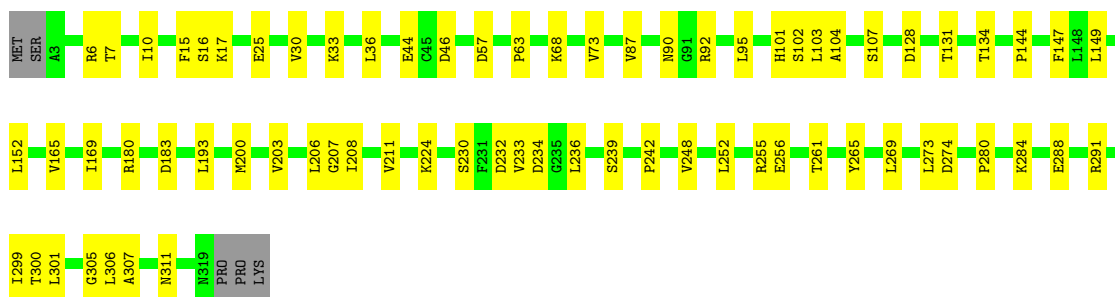 MET SER A3 R6 T7 I10 F15 S16 K17 E25 V30 K33 L36 E44 C45 D46 D57 P63 K68 V73 V87 N90 G91 R92 L95 H101 S102 L103 A104 S107 D128 T131 T134 P144 F147 L148 L149
L152 V165 I169 R180 D183 L193 M200 V203 L206 G207 I208 V211 K224 S230 F231 D232 V233 D234 G235 L236 S239 P242 V248 L252 R255 E256 T261 Y265 L269 L273 D274 P280 K284 E288 R291
I299 T300 L301 G305 L306 A307 N311 N319 PRO PRO LYS